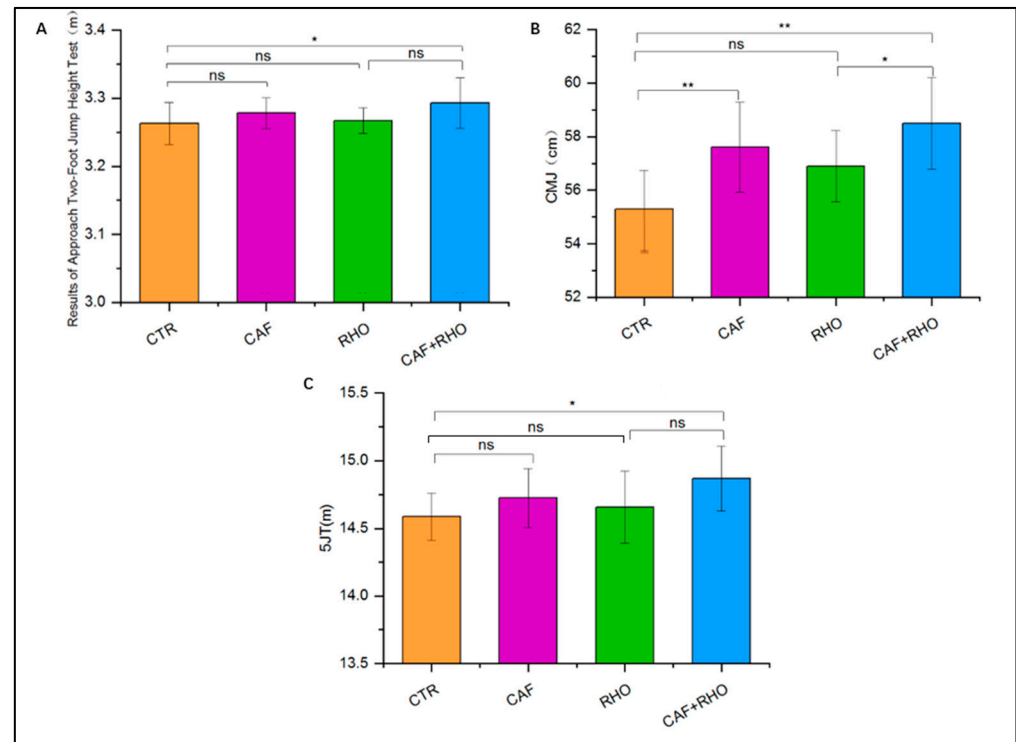 A
Results of Approach Two-Foot Jump Height Test（m）
3.4
3.3
3.2
3.1
3.0
*
ns
ns
ns
CTR
CAF
RHO
CAF+RHO
B
CMJ（cm）
62
60
58
56
54
52
**
ns
*
**
CTR
CAF
RHO
CAF+RHO
C
5JT(m)
15.5
15.0
14.5
14.0
13.5
*
ns
ns
ns
CTR
CAF
RHO
CAF+RHO